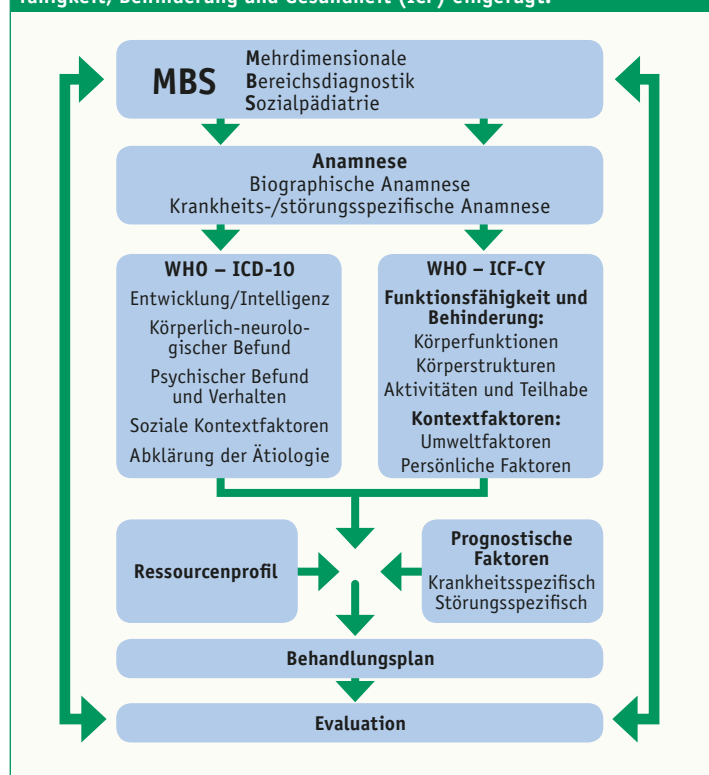 fähigkeit, Behinderung und Gesundheit (ICF) eingefügt.
MBS
Mehrdimensionale
Bereichsdiagnostik
Sozialpädiatrie
Anamnese
Biographische Anamnese
Krankheits-/störungsspezifische Anamnese
WHO – ICD-10
Entwicklung/Intelligenz
Körperlich-neurolo-
gischer Befund
Psychischer Befund
und Verhalten
Soziale Kontextfaktoren
Abklärung der Ätiologie
WHO – ICF-CY
Funktionsfähigkeit und
Behinderung:
Körperfunktionen
Körperstrukturen
Aktivitäten und Teilhabe
Kontextfaktoren:
Umweltfaktoren
Persönliche Faktoren
Ressourcenprofil
Prognostische
Faktoren
Krankheitsspezifisch
Störungsspezifisch
Behandlungsplan
Evaluation